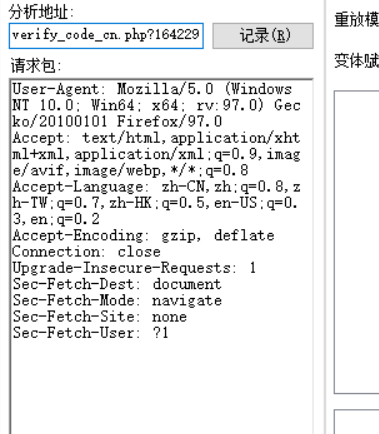 分析地址:
verify_code_cn.php?164229
记录(R)
重放模
请求包:
变体赋
User-Agent: Mozilla/5.0 (Windows
NT 10.0; Win64; x64; rv:97.0) Gec
ko/20100101 Firefox/97.0
Accept: text/html,application/xht
ml+xml,application/xml;q=0.9,imag
e/avif,image/webp,*/*;q=0.8
Accept-Language: zh-CN,zh;q=0.8,z
h-TW;q=0.7,zh-HK;q=0.5,en-US;q=0.
3,en;q=0.2
Accept-Encoding: gzip, deflate
Connection: close
Upgrade-Insecure-Requests: 1
Sec-Fetch-Dest: document
Sec-Fetch-Mode: navigate
Sec-Fetch-Site: none
Sec-Fetch-User: ?1